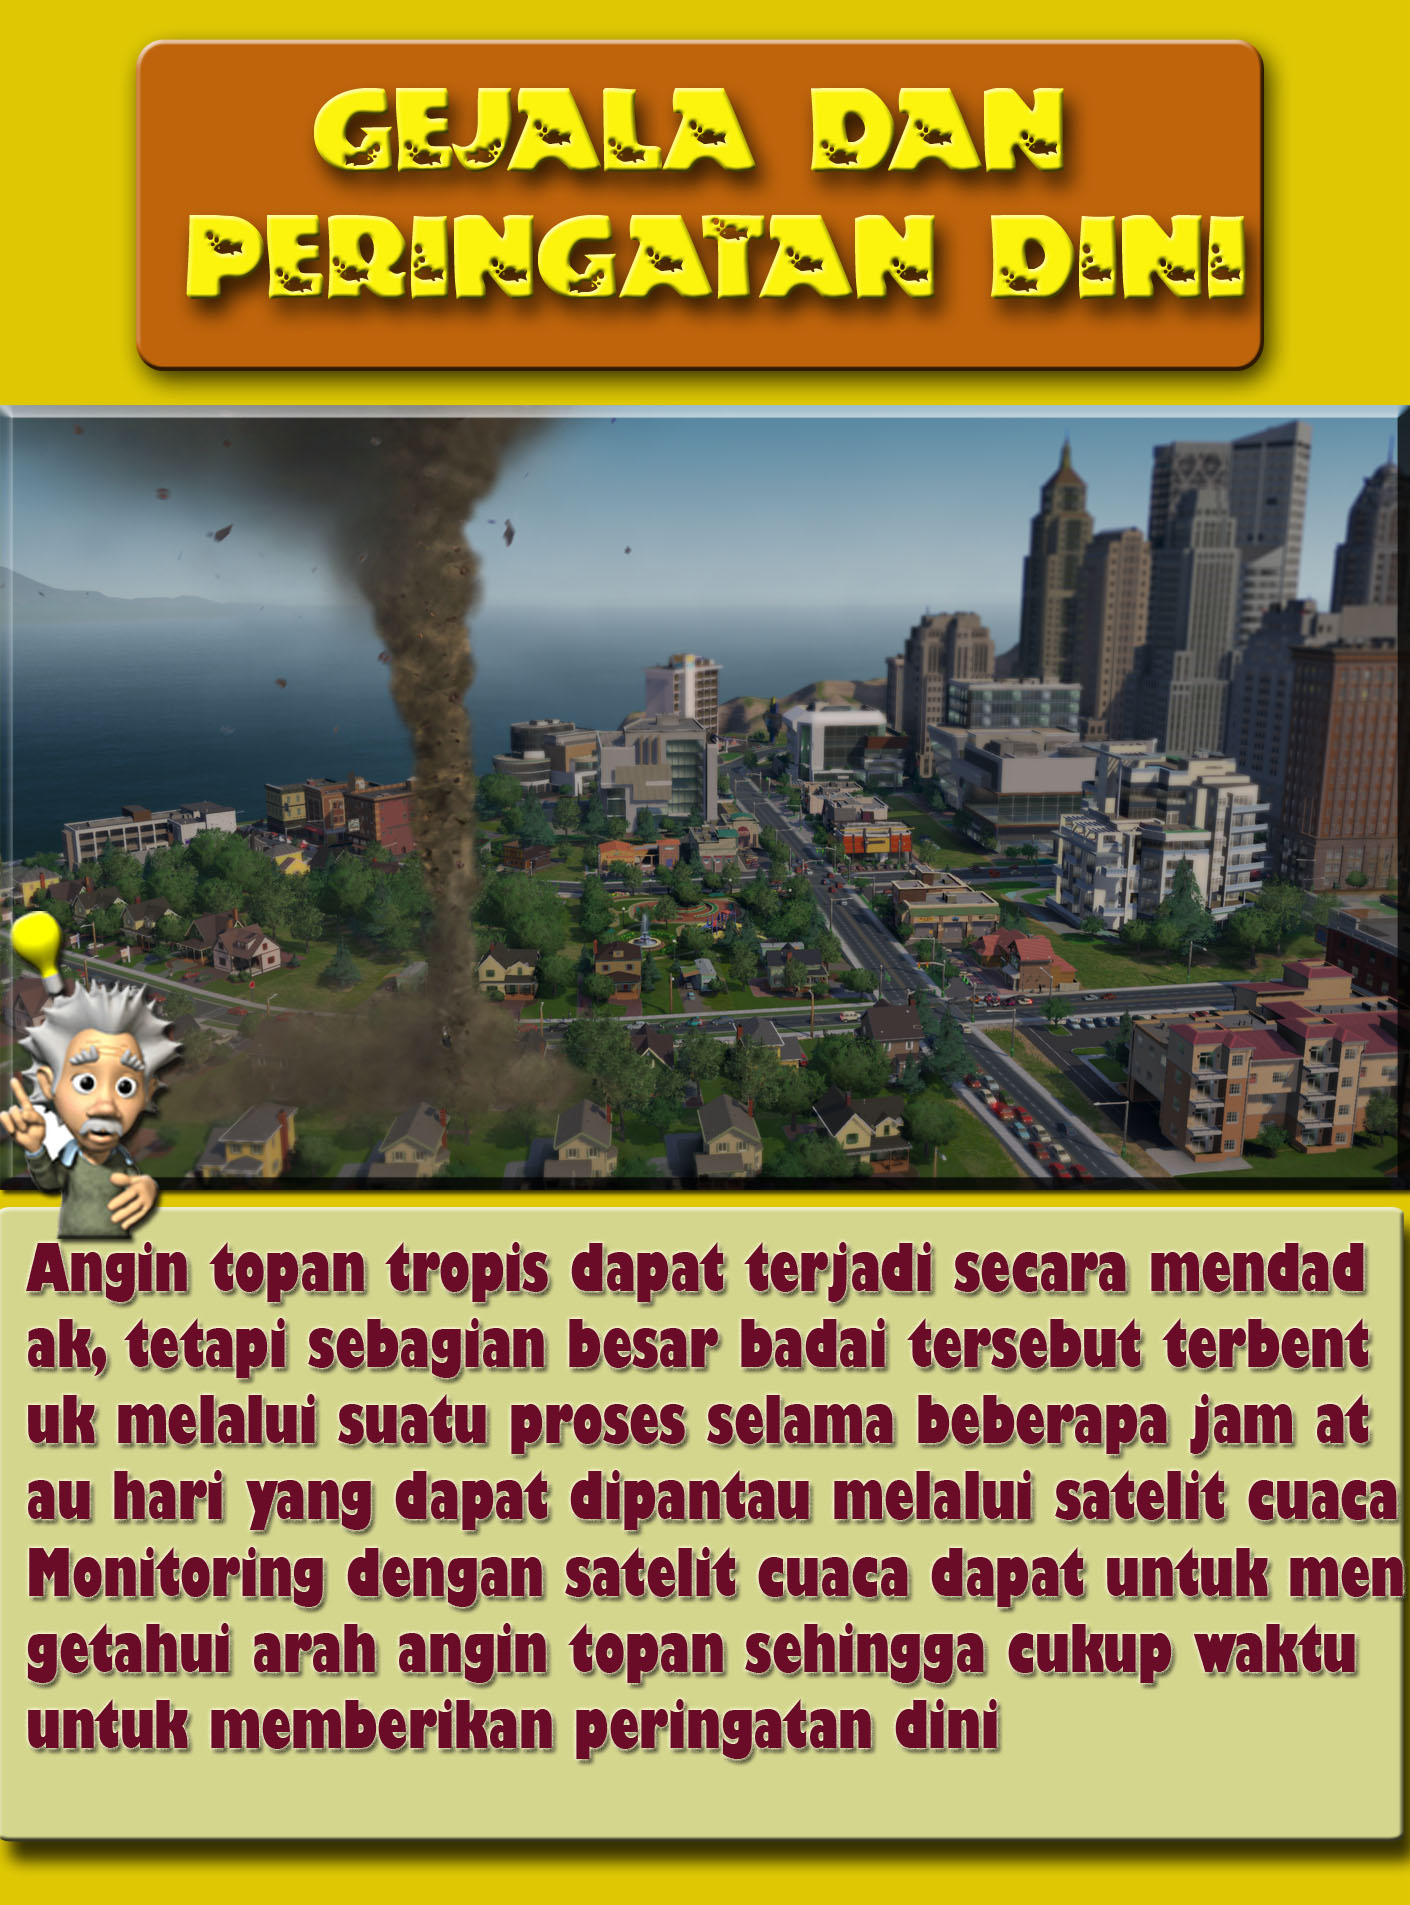 GEJALA DAN
PERINGATAN DINI
Angin topan tropis dapat terjadi secara mendad
ak, tetapi sebagian besar badai tersebut terbent
uk melalui suatu proses selama beberapa jam at
au hari yang dapat dipantau melalui satelit cuaca
Monitoring dengan satelit cuaca dapat untuk men
getahui arah angin topan sehingga cukup waktu
untuk memberikan peringatan dini